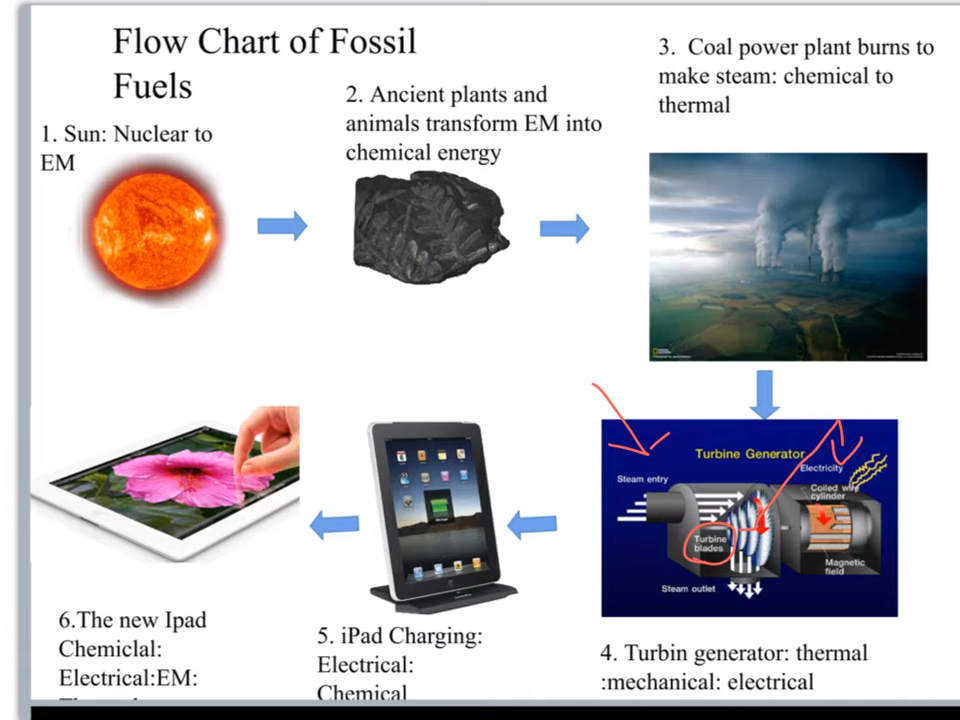 Flow Chart of Fossil
Fuels
1. Sun: Nuclear to
EM
2. Ancient plants and
animals transform EM into
chemical energy
3. Coal power plant burns to
make steam: chemical to
thermal
Turbine Generator
Steam entry
Electricity
Coiled wire
cylinder
Turbine
blades
Magnetic
field
Steam outlet
4. Turbin generator: thermal
:mechanical: electrical
5. iPad Charging:
Electrical:
Chemical
6.The new Ipad
Chemiclal:
Electrical:EM: